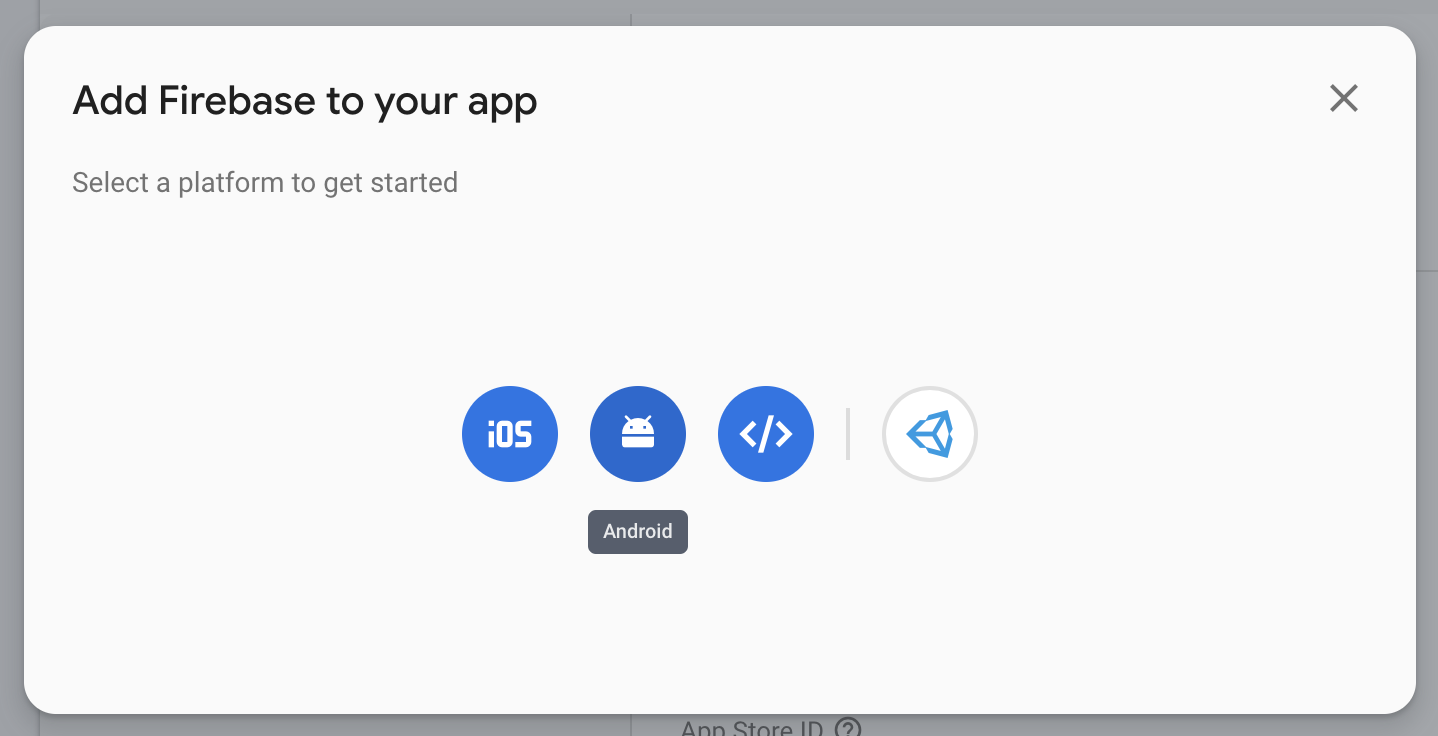 Add Firebase to your app
Select a platform to get started
iOS
Android
App Store ID